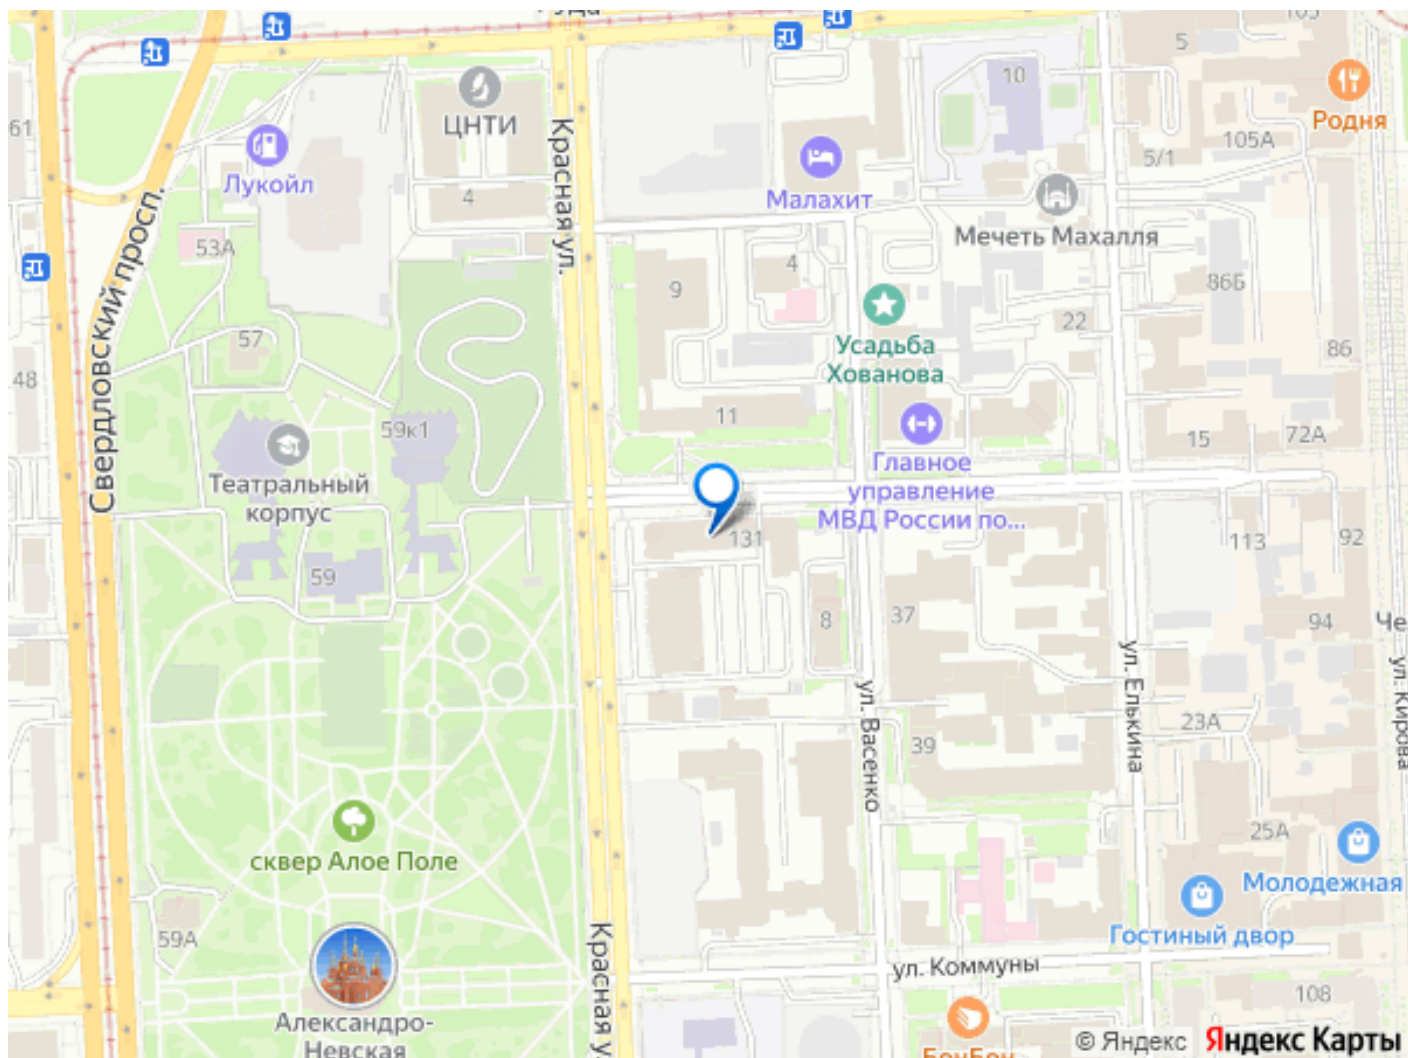 105
5
61
10
ЦНТИ
Родня
105А
5/1
Лукойл
Малахит
4
Красная ул.
Мечеть Махалля
53А
Свердловский просп.
4
9
86Б
22
57
Усадьба
Хованова
86
48
11
59к1
15
72А
Главное
управление
МВД России по...
Театральный
корпус
131
113
92
59
8
37
94
Че
ул. Елькина
ул. Кирова
ул. Васенко
23А
39
25А
сквер Алое Поле
Молодежная
59А
Гостиный двор
Красная у
ул. Коммуны
108
Александро-
Невская
БонБон
© Яндекс
Яндекс Карты